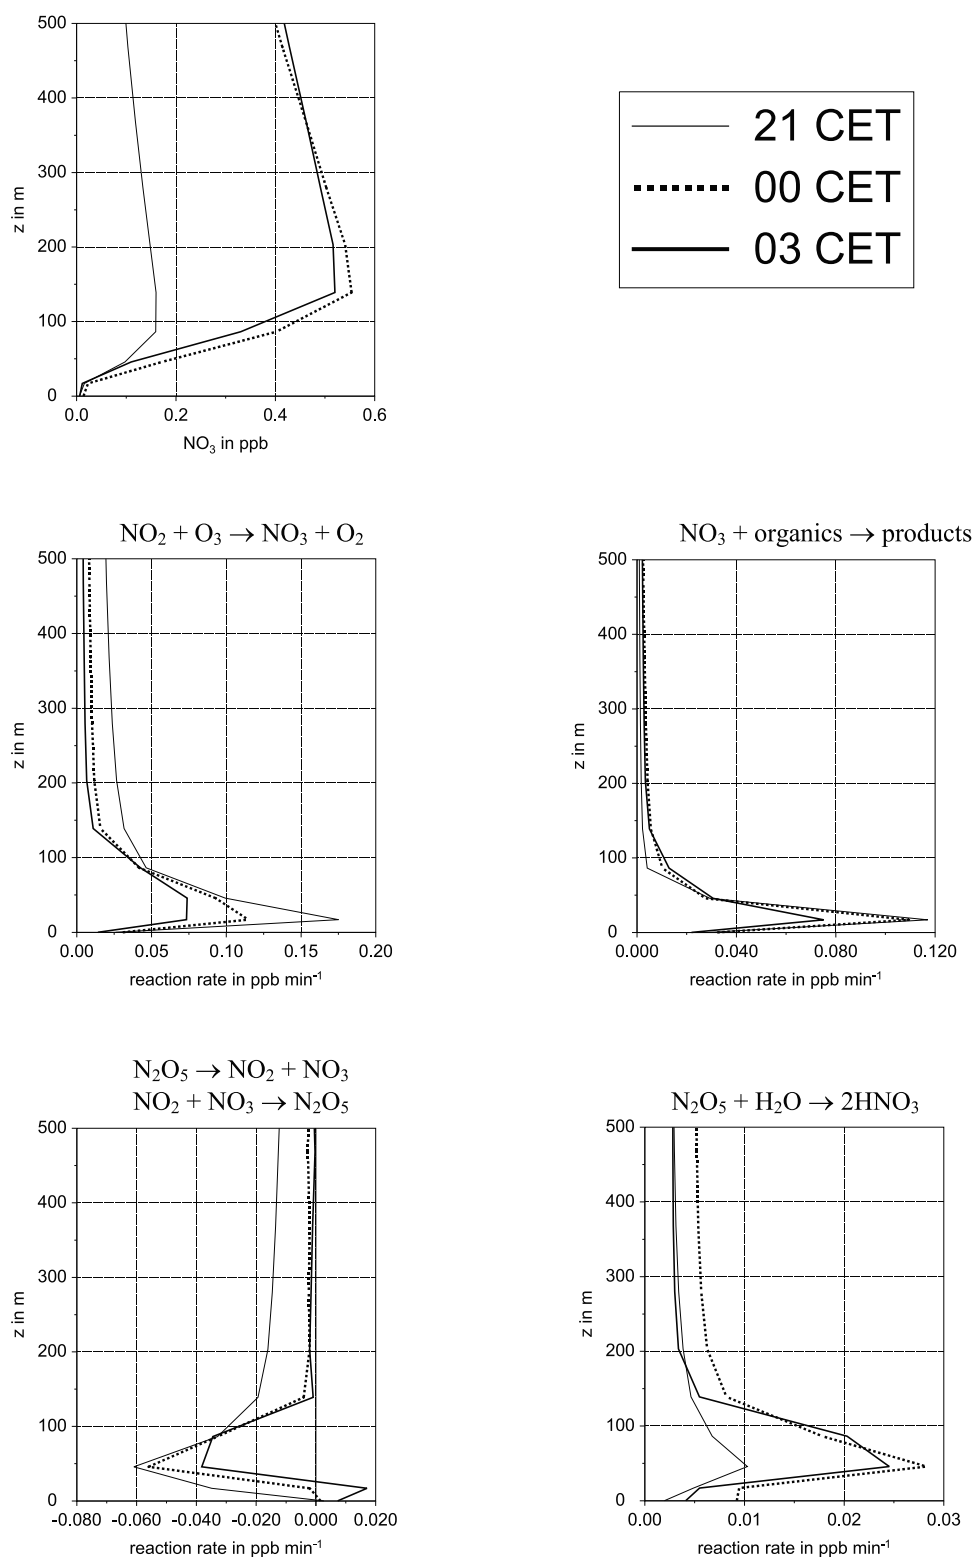 500
400
300
200
100
0
z in m
0.0
0.2
0.4
0.6
NO₃ in ppb
21 CET
00 CET
03 CET
NO₂ + O₃ → NO₃ + O₂
500
400
300
200
100
0
z in m
0.00
0.05
0.10
0.15
0.20
reaction rate in ppb min⁻¹
NO₃ + organics → products
500
400
300
200
100
0
z in m
0.000
0.040
0.080
0.120
reaction rate in ppb min⁻¹
N₂O₅ → NO₂ + NO₃
NO₂ + NO₃ → N₂O₅
500
400
300
200
100
0
z in m
-0.080
-0.060
-0.040
-0.020
0.000
0.020
reaction rate in ppb min⁻¹
N₂O₅ + H₂O → 2HNO₃
500
400
300
200
100
0
z in m
0.00
0.01
0.02
0.03
reaction rate in ppb min⁻¹